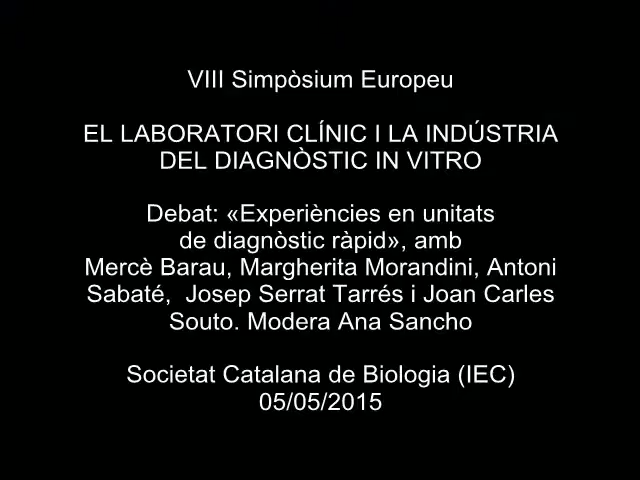 VIII Simpòsium Europeu
EL LABORATORI CLÍNIC I LA INDÚSTRIA
DEL DIAGNÒSTIC IN VITRO
Debat: «Experiències en unitats
de diagnòstic ràpid», amb
Mercè Barau, Margherita Morandini, Antoni
Sabaté,  Josep Serrat Tarrés i Joan Carles
Souto. Modera Ana Sancho
Societat Catalana de Biologia (IEC)
05/05/2015